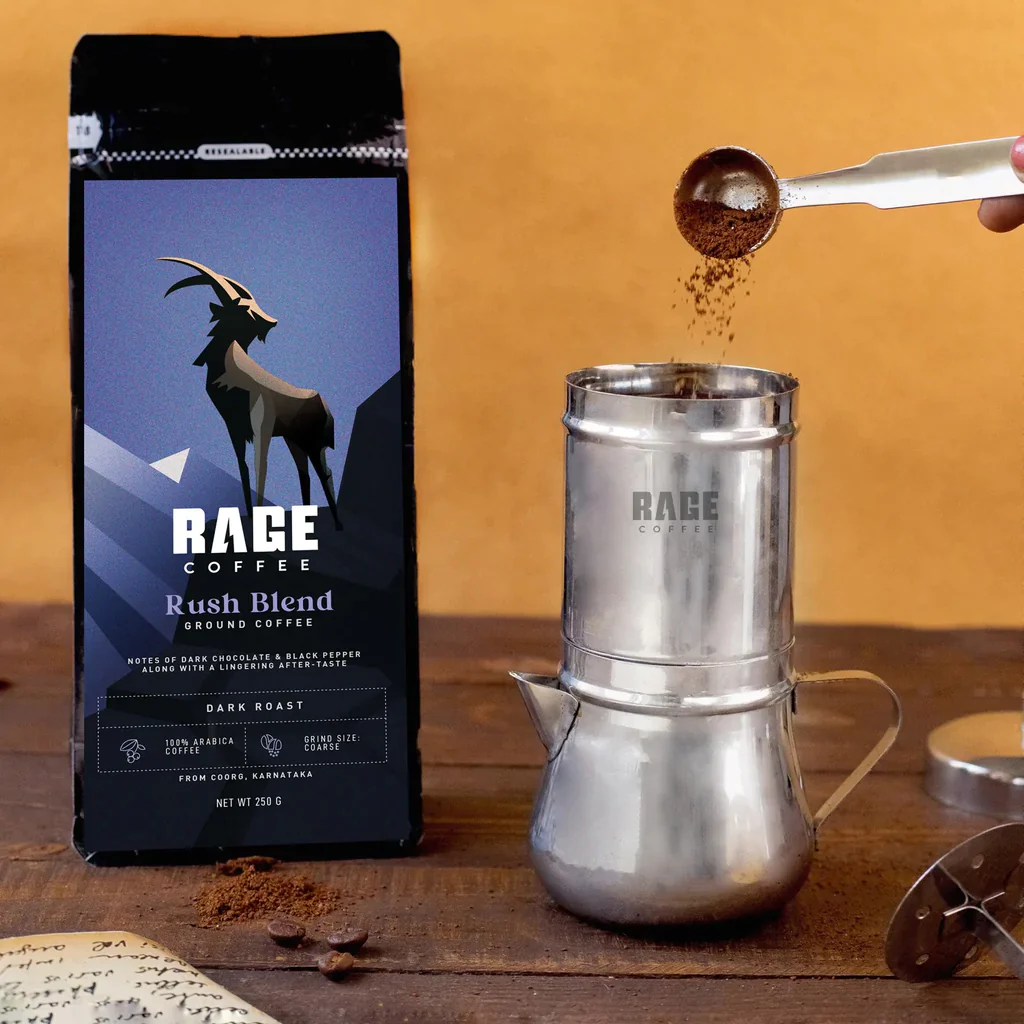 RESEALABLE
RAGE
COFFEE
Rush Blend
GROUND COFFEE
NOTES OF DARK CHOCOLATE & BLACK PEPPER
ALONG WITH A LINGERING AFTER-TASTE
DARK ROAST
100% ARABICA
COFFEE
GRIND SIZE:
COARSE
FROM COORG, KARNATAKA
NET WT 250 G
RAGE
COFFEE